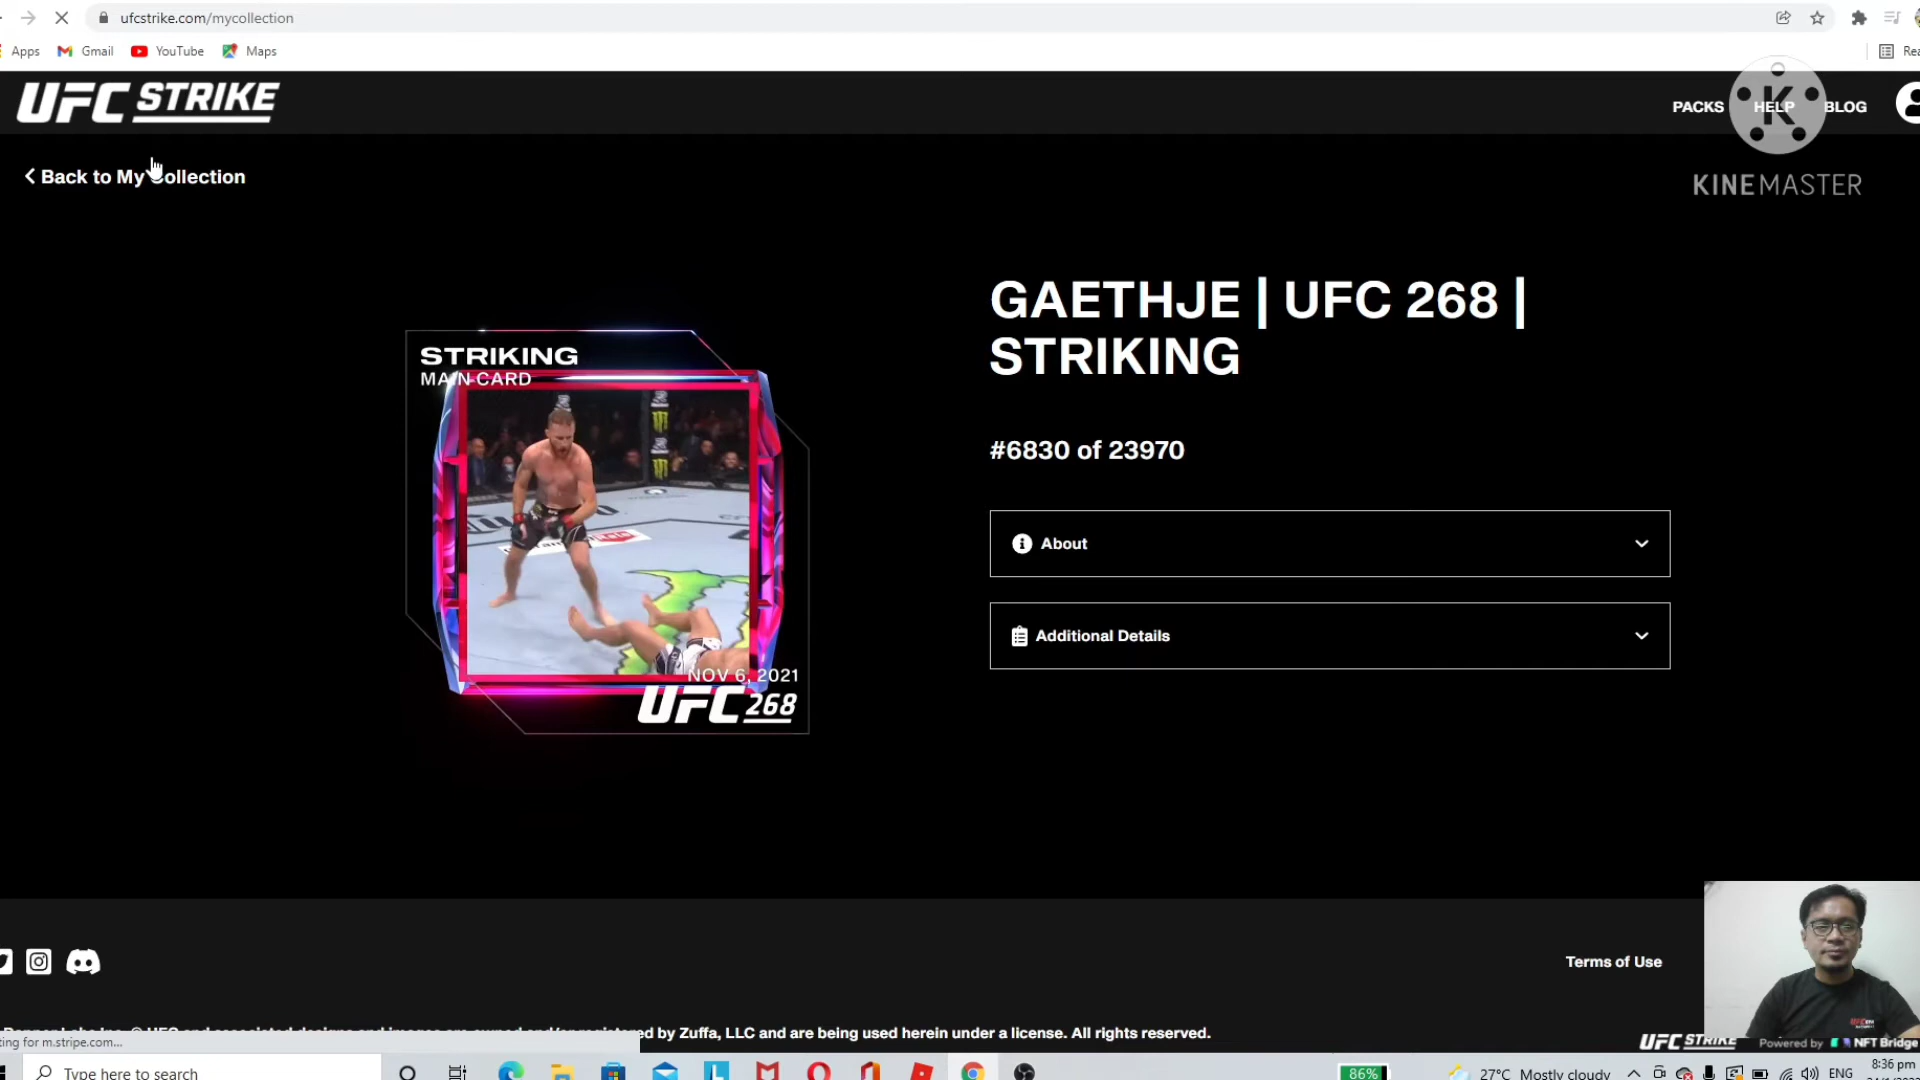 ufcstrike.com/mycollection
Apps Gmail YouTube Maps
UFC STRIKE
PACKS HELP BLOG
K
KINEMASTER
Back to My Collection
GAETHJE | UFC 268 |
STRIKING
#6830 of 23970
STRIKING
MAIN CARD
NOV 6, 2021
UFC 268
About
Additional Details
Terms of Use
by Zuffa, LLC and are being used herein under a license. All rights reserved.
UFC STRIKE Powered by NFT Bridge
for m.stripe.com...
Type here to search
86%
27°C Mostly cloudy
ENG
8:36 pm